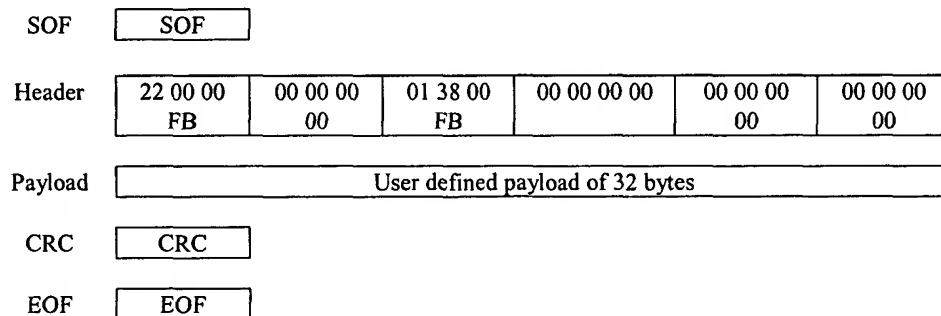 SOF SOF
Header 22 00 00 00 00 00 01 38 00 00 00 00 00 00 00 00 00 00 00
FB 00 FB 00 00
Payload User defined payload of 32 bytes
CRC CRC
EOF EOF